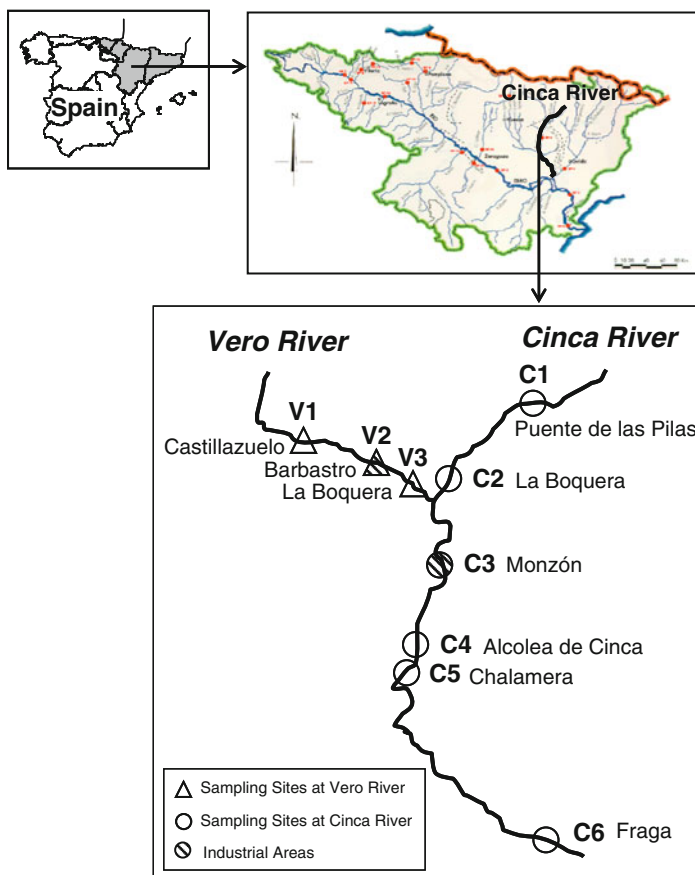 Spain
Cinca River
N
Zaragoza
Vero River
Cinca River
C1
Puente de las Pilas
V1
Castillazuelo
V2
Barbastro
V3
La Boquera
C2 La Boquera
C3 Monzón
C4 Alcolea de Cinca
C5 Chalamera
C6 Fraga
Sampling Sites at Vero River
Sampling Sites at Cinca River
Industrial Areas